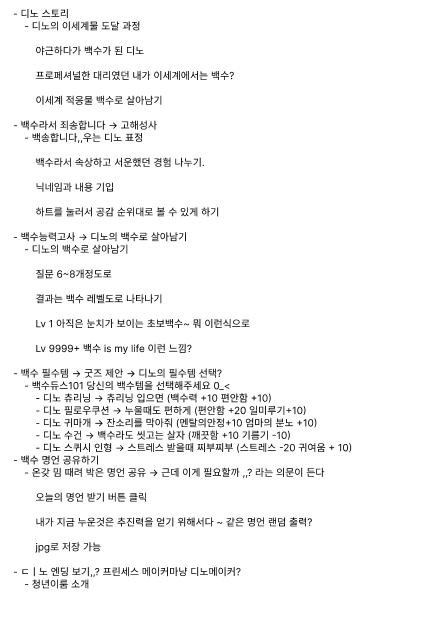 - 디노 스토리
- 디노의 이세계물 도달 과정
야근하다가 백수가 된 디노
프로페셔널한 대리였던 내가 이세계에서는 백수?
이세계 적응물 백수로 살아남기
- 백수라서 죄송합니다 → 고해성사
- 백송합니다,,우는 디노 표정
백수라서 속상하고 서운했던 경험 나누기.
닉네임과 내용 기입
하트를 눌러서 공감 순위대로 볼 수 있게 하기
- 백수능력고사 → 디노의 백수로 살아남기
- 디노의 백수로 살아남기
질문 6~8개정도로
결과는 백수 레벨도로 나타나기
Lv 1 아직은 눈치가 보이는 초보백수~ 뭐 이런식으로
Lv 9999+ 백수 is my life 이런 느낌?
- 백수 필수템 → 굿즈 제안 → 디노의 필수템 선택?
- 백수듀스101 당신의 백수템을 선택해주세요 0_<
- 디노 츄리닝 → 츄리닝 입으면 (백수력 +10 편안함 +10)
- 디노 필로우쿠션 → 누울때도 편하게 (편안함 +20 일미루기+10)
- 디노 귀마개 → 잔소리를 막아줘 (멘탈의안정+10 엄마의 분노 +10)
- 디노 수건 → 백수라도 씻고는 살자 (깨끗함 +10 기름기 -10)
- 디노 스퀴시 인형 → 스트레스 받을때 찌부찌부 (스트레스 -20 귀여움 + 10)
- 백수 명언 공유하기
- 온갖 밈 때려 박은 명언 공유 → 근데 이게 필요할까 ,,? 라는 의문이 든다
오늘의 명언 받기 버튼 클릭
내가 지금 누운것은 추진력을 얻기 위해서다 ~ 같은 명언 랜덤 출력?
jpg로 저장 가능
- ㄷㅣ노 엔딩 보기,,? 프린세스 메이커마냥 디노메이커?
- 청년이룸 소개